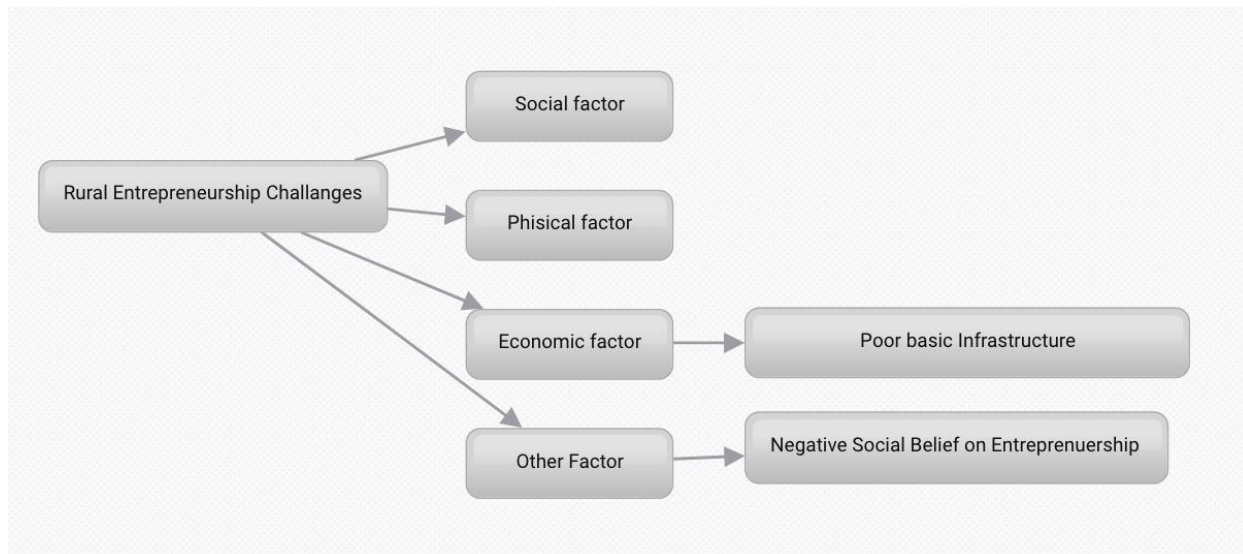 Social factor
Rural Entrepreneurship Challanges
Phisical factor
Economic factor
Poor basic Infrastructure
Other Factor
Negative Social Belief on Entreprenuership